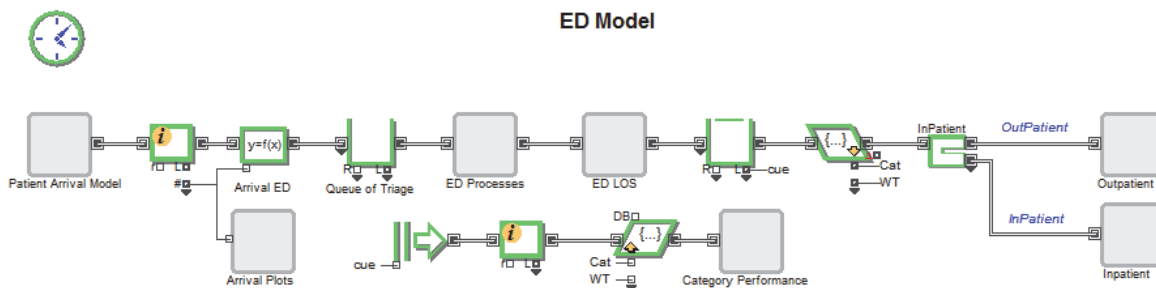 ED Model
InPatient
OutPatient
i
y=f(x)
{...}
Patient Arrival Model
r L
#
Arrival ED
R L
Queue of Triage
ED Processes
ED LOS
R L
cue
Cat
WT
Outpatient
InPatient
DB
i
{...}
cue
r L
Cat
WT
Arrival Plots
Category Performance
Inpatient